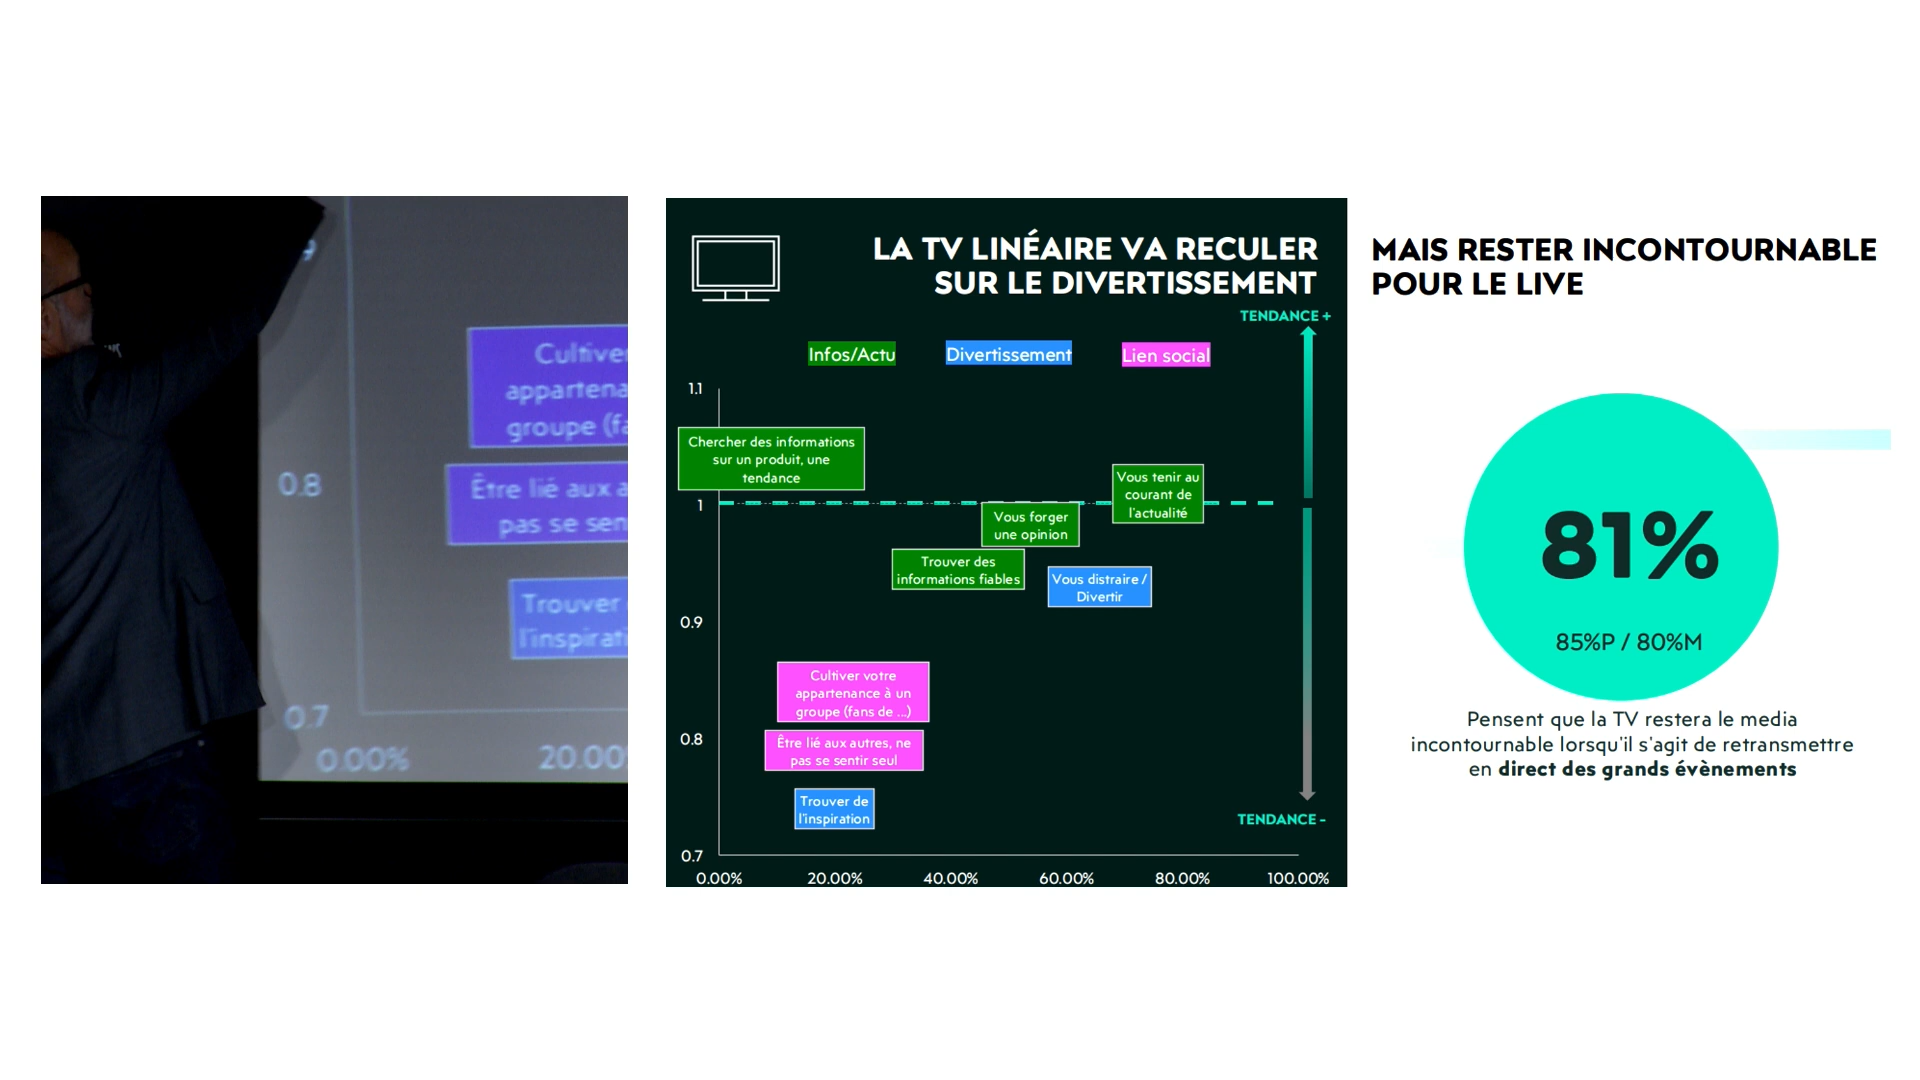 9
Cultive
appartena
groupe (fa
0.8
Être lié aux a
pas se sen
Trouver
l'inspirati
0.7
0.00%
20.00
LA TV LINÉAIRE VA RECULER
SUR LE DIVERTISSEMENT
TENDANCE +
Infos/Actu
Divertissement
Lien social
1.1
Chercher des informations
sur un produit, une
tendance
Vous tenir au
courant de
l'actualité
1
Vous forger
une opinion
Trouver des
informations fiables
Vous distraire /
Divertir
0.9
Cultiver votre
appartenance à un
groupe (fans de ...)
0.8
Être lié aux autres, ne
pas se sentir seul
Trouver de
l'inspiration
TENDANCE -
0.7
0.00%
20.00%
40.00%
60.00%
80.00%
100.00%
MAIS RESTER INCONTOURNABLE
POUR LE LIVE
81%
85%P / 80%M
Pensent que la TV restera le media
incontournable lorsqu'il s'agit de retransmettre
en direct des grands évènements